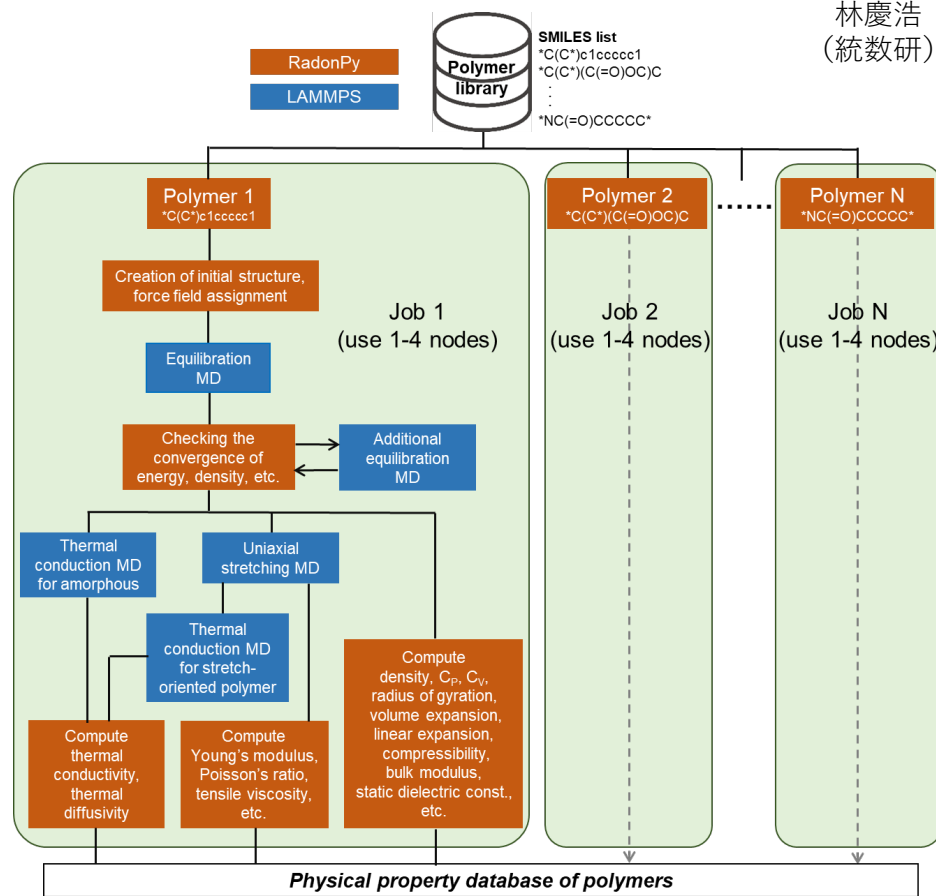 林慶浩
（統数研）
RadonPy
LAMMPS
Polymer
library
SMILES list
*C(C*)c1ccccc1
*C(C*)(C(=O)OC)C
:
:
*NC(=O)CCCCC*
Polymer 1
*C(C*)c1ccccc1
Polymer 2
*C(C*)(C(=O)OC)C
......
Polymer N
*NC(=O)CCCCC*
Creation of initial structure,
force field assignment
Job 1
(use 1-4 nodes)
Job 2
(use 1-4 nodes)
Job N
(use 1-4 nodes)
Equilibration
MD
Checking the
convergence of
energy, density, etc.
Additional
equilibration
MD
Thermal
conduction MD
for amorphous
Uniaxial
stretching MD
Thermal
conduction MD
for stretch-
oriented polymer
Compute
thermal
conductivity,
thermal
diffusivity
Compute
Young's modulus,
Poisson's ratio,
tensile viscosity,
etc.
Compute
density, CP, CV,
radius of gyration,
volume expansion,
linear expansion,
compressibility,
bulk modulus,
static dielectric const.,
etc.
Physical property database of polymers